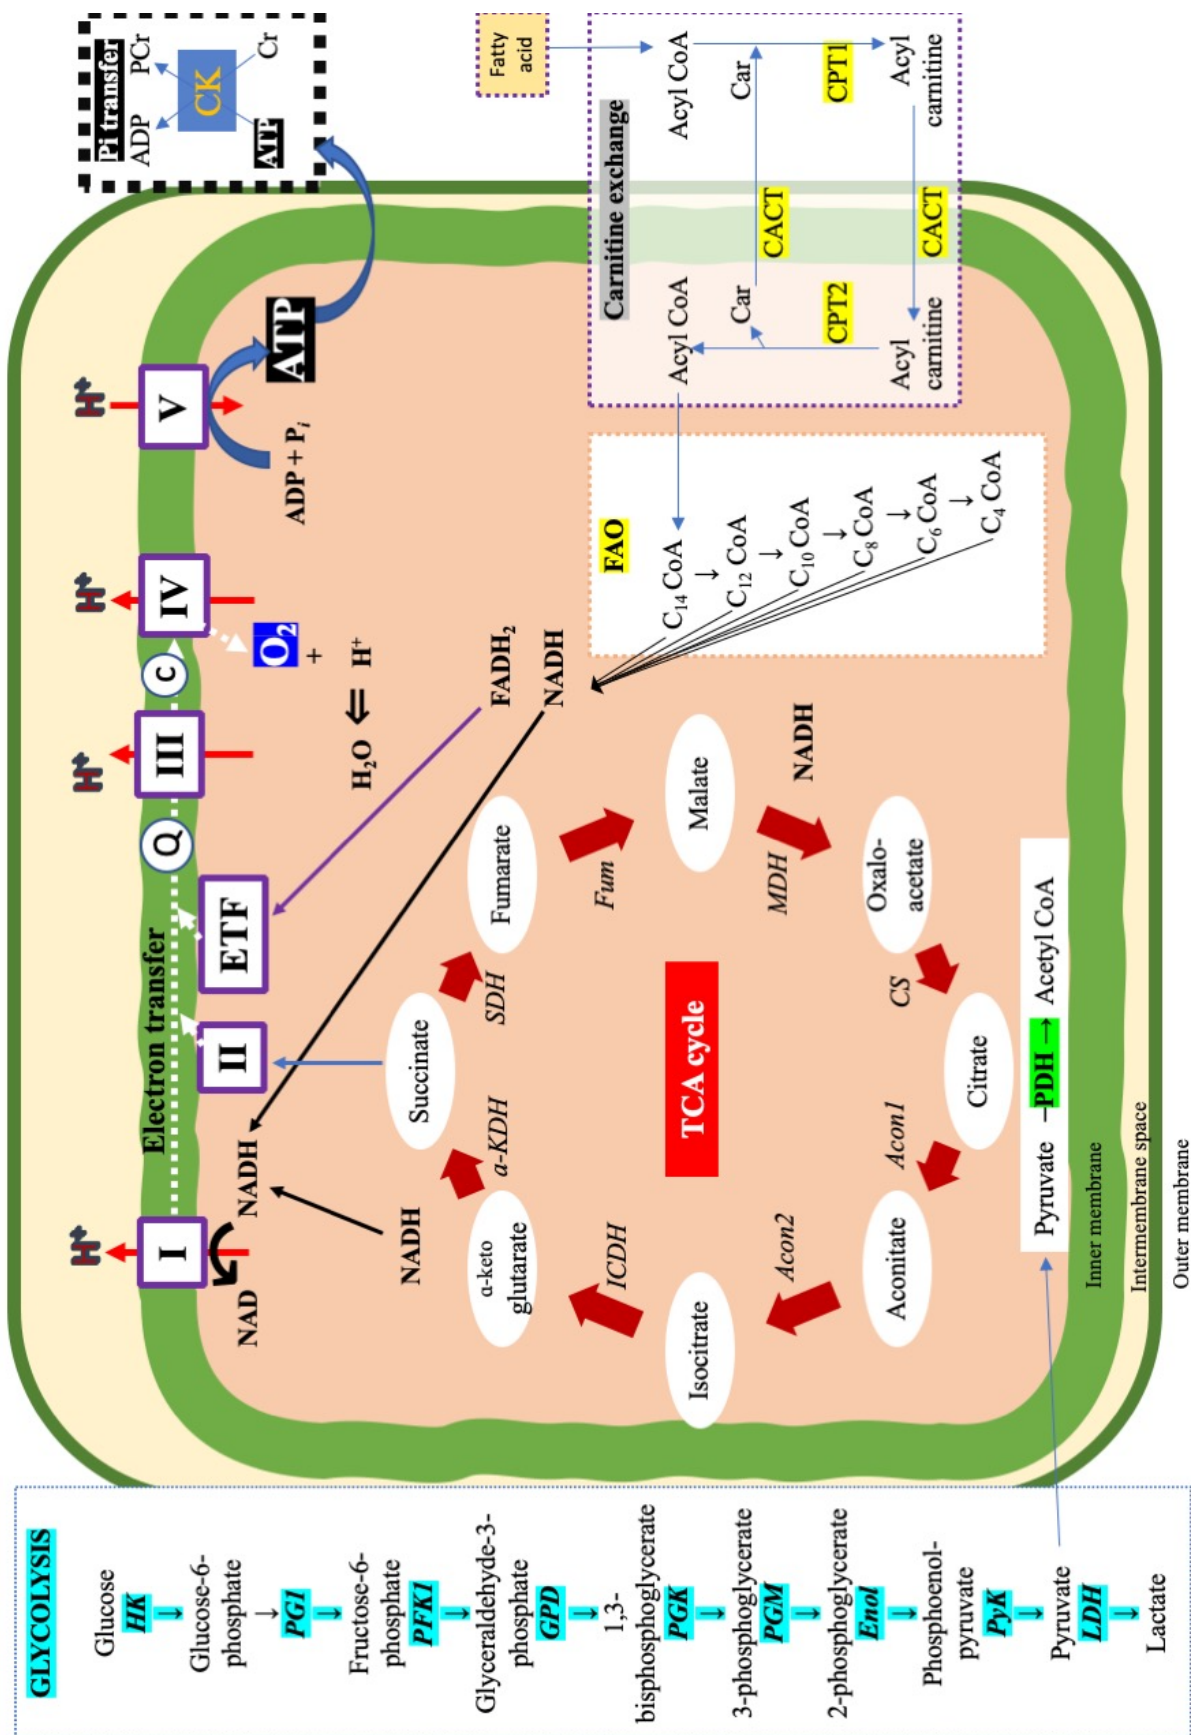 GLYCOLYSIS
Glucose
HK
↓
Glucose-6-
phosphate
↓
PGI
↓
Fructose-6-
phosphate
PFK1
↓
Glyceraldehyde-3-
phosphate
GPD
↓
1,3-
bisphosphoglycerate
PGK
↓
3-phosphoglycerate
PGM
↓
2-phosphoglycerate
Enol
↓
Phosphoenol-
pyruvate
PyK
↓
Pyruvate
LDH
↓
Lactate
H+
H+
H+
H+
Electron transfer
I
II
ETF
Q
III
C
IV
V
NAD
NADH
O2
+
H2O ⇐ H+
ADP + Pi
ATP
Pi transfer
ADP
PCr
CK
ATP
Cr
NADH
FADH2
NADH
TCA cycle
Succinate
SDH
Fumarate
Fum
Malate
NADH
MDH
Oxalo-
acetate
CS
Citrate
Acon1
Aconitate
Acon2
Isocitrate
ICDH
α-keto
glutarate
α-KDH
Pyruvate –PDH→ Acetyl CoA
FAO
C14 CoA
↓
C12 CoA
↓
C10 CoA
↓
C8 CoA
↓
C6 CoA
↓
C4 CoA
Fatty
acid
Carnitine exchange
Acyl CoA
Acyl CoA
Car
Car
CACT
CPT2
CPT1
Acyl
carnitine
CACT
Acyl
carnitine
Inner membrane
Intermembrane space
Outer membrane